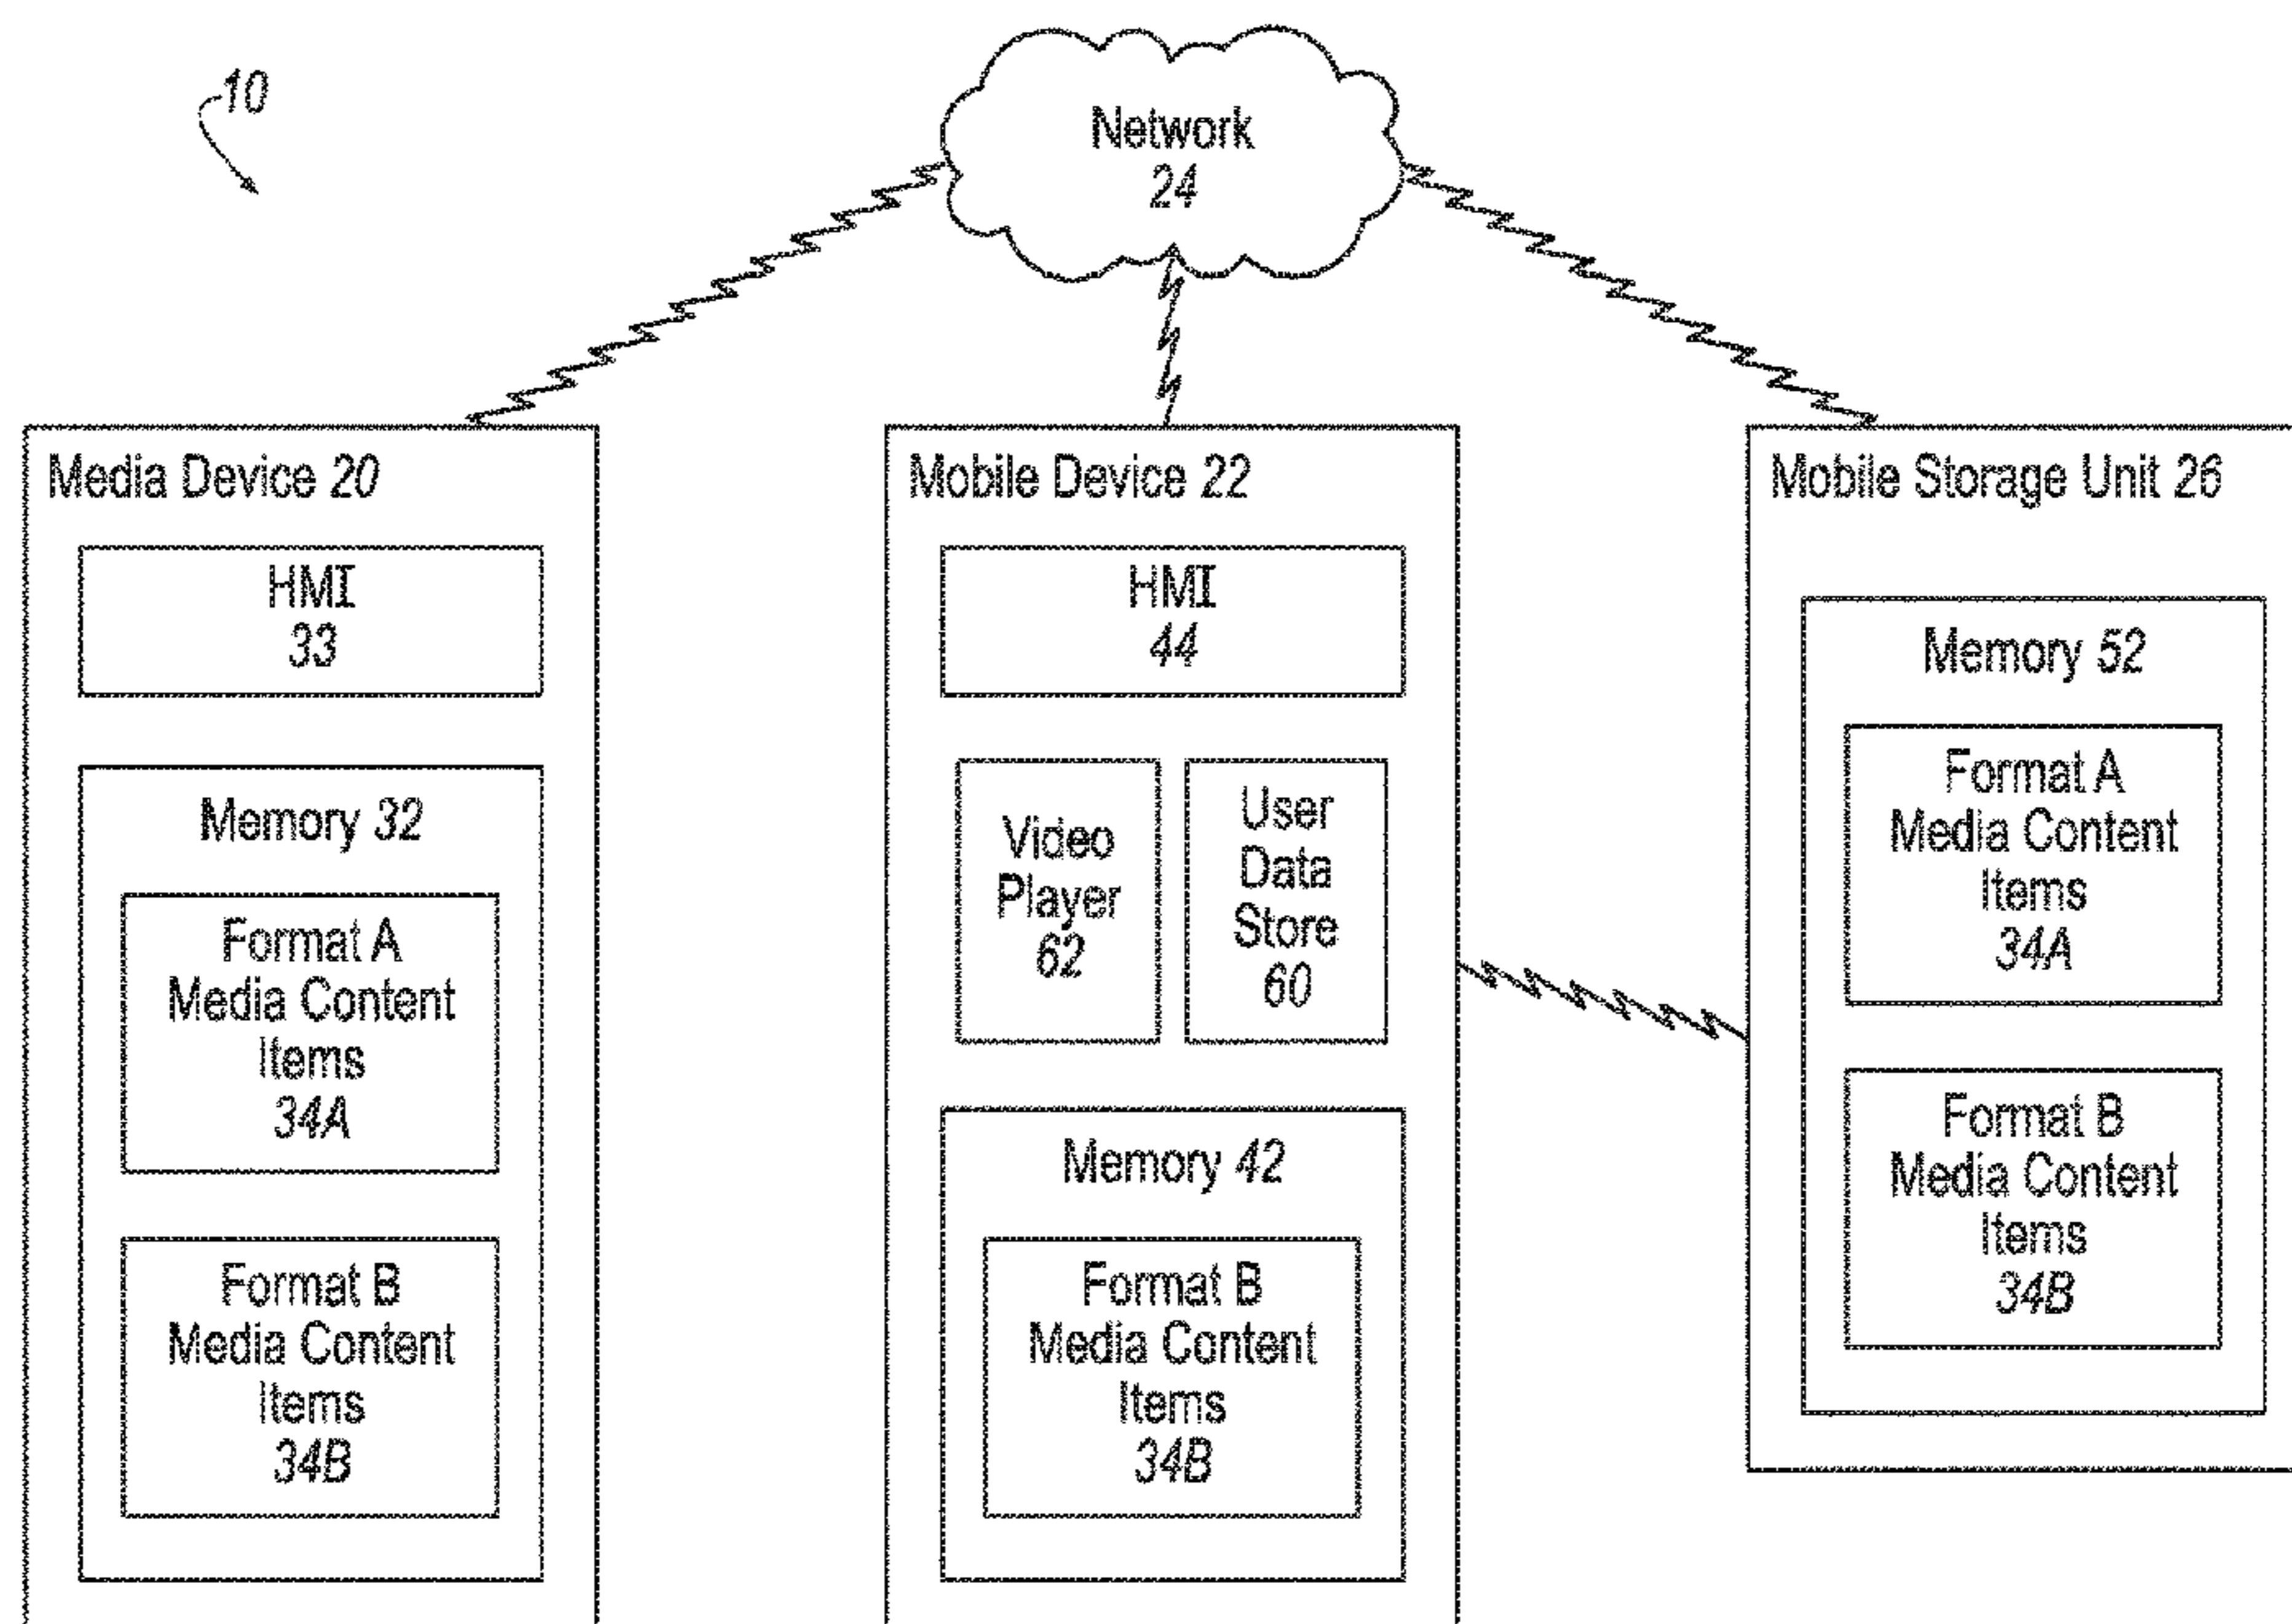 10
Network
24
Media Device 20
HMI
33
Memory 32
Format A
Media Content
Items
34A
Format B
Media Content
Items
34B
Mobile Device 22
HMI
44
Video
Player
62
User
Data
Store
60
Memory 42
Format B
Media Content
Items
34B
Mobile Storage Unit 26
Memory 52
Format A
Media Content
Items
34A
Format B
Media Content
Items
34B